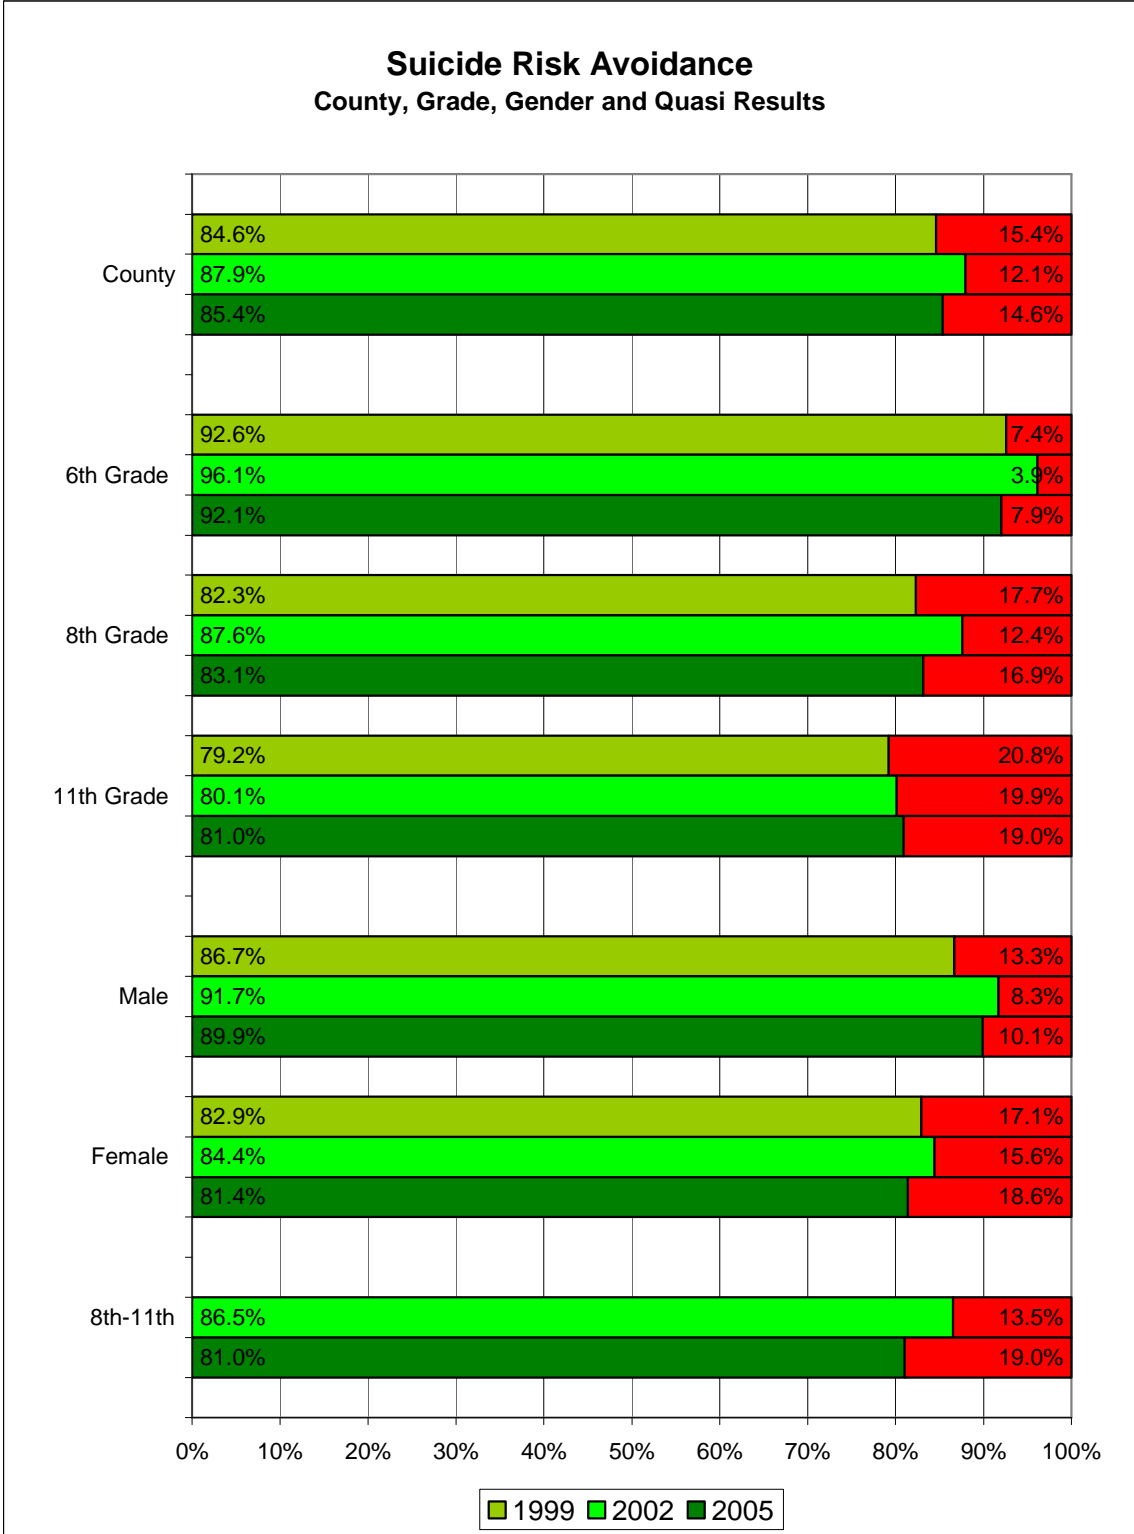 Suicide Risk Avoidance
County, Grade, Gender and Quasi Results
84.6% 15.4%
County 87.9% 12.1%
85.4% 14.6%
92.6% 7.4%
6th Grade 96.1% 3.9%
92.1% 7.9%
82.3% 17.7%
8th Grade 87.6% 12.4%
83.1% 16.9%
79.2% 20.8%
11th Grade 80.1% 19.9%
81.0% 19.0%
86.7% 13.3%
Male 91.7% 8.3%
89.9% 10.1%
82.9% 17.1%
Female 84.4% 15.6%
81.4% 18.6%
8th-11th 86.5% 13.5%
81.0% 19.0%
0% 10% 20% 30% 40% 50% 60% 70% 80% 90% 100%
1999 2002 2005